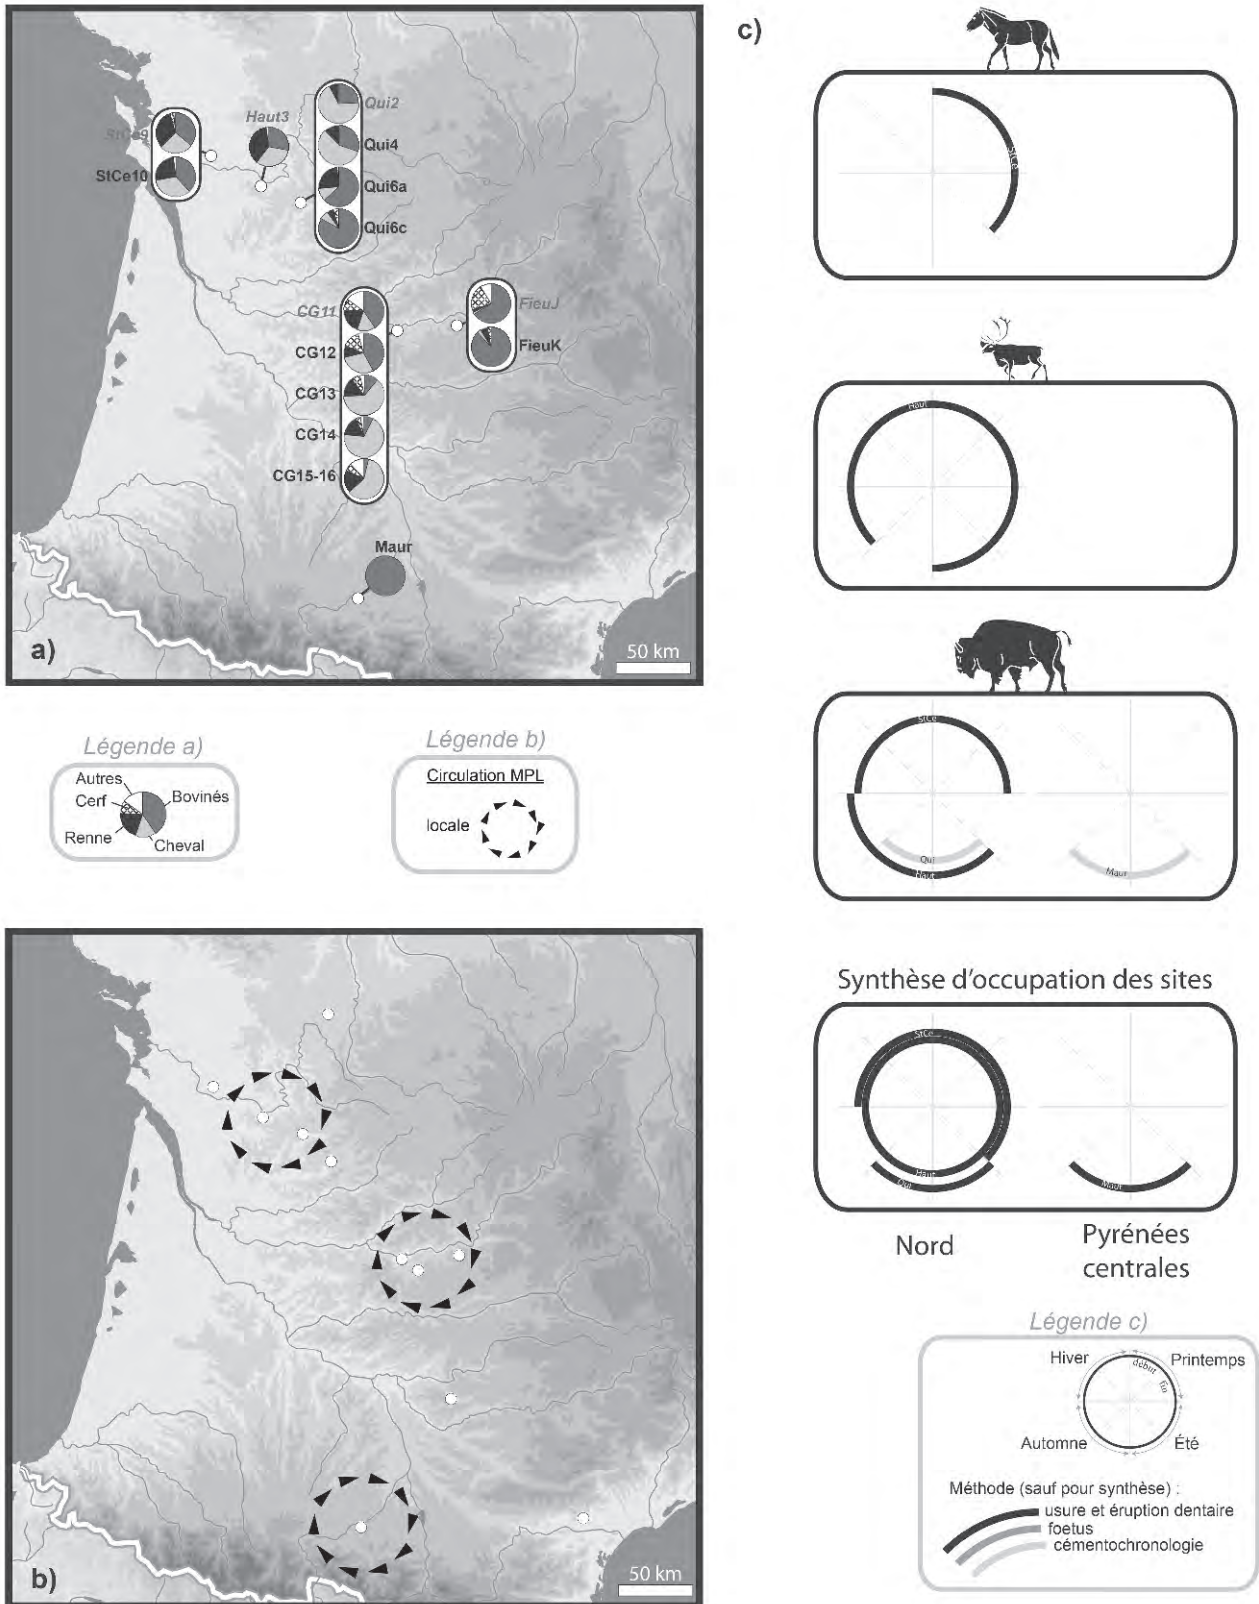 c)
StCe9
StCe10
Haut3
Qui2
Qui4
Qui6a
Qui6c
CG11
CG12
CG13
CG14
CG15-16
FieuJ
FieuK
Maur
a)
50 km
StCe
Haut
StCe
Qui
Haut
Maur
Légende a)
Autres
Cerf
Renne
Bovinés
Cheval
Légende b)
Circulation MPL
locale
b)
50 km
Synthèse d'occupation des sites
StCe
Haut
Qui
Maur
Nord
Pyrénées
centrales
Légende c)
Hiver
Printemps
début
fin
Automne
Été
Méthode (sauf pour synthèse) :
usure et éruption dentaire
foetus
cémentochronologie